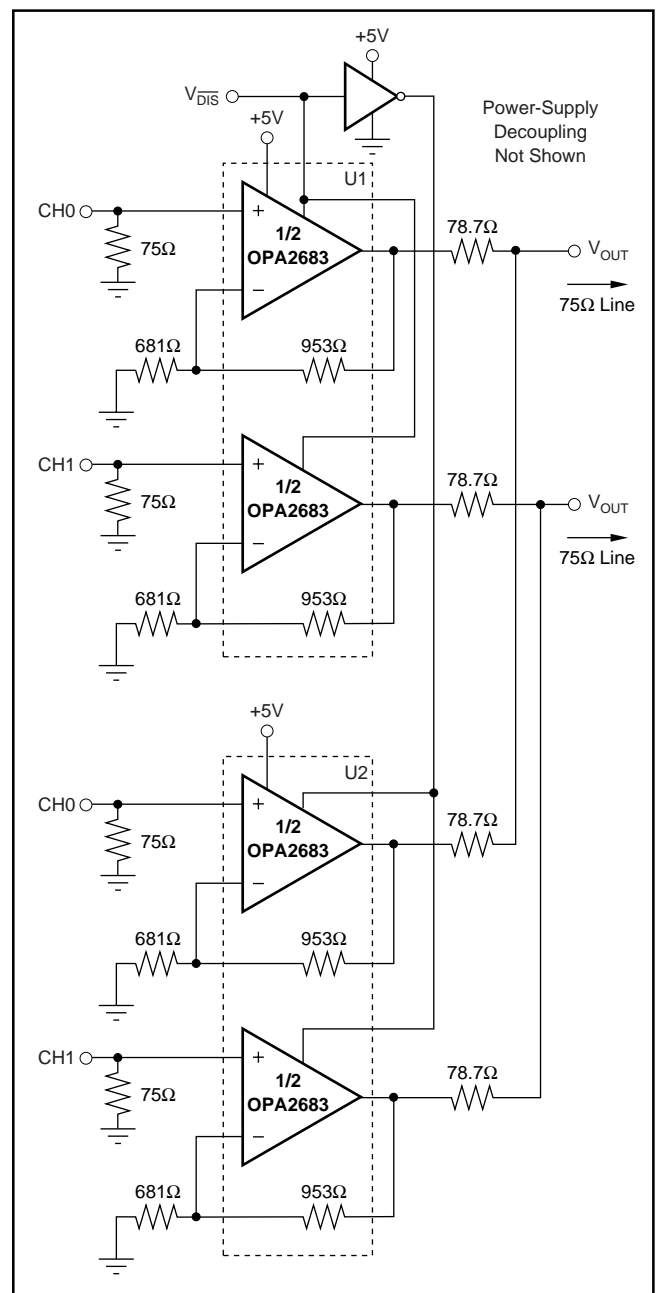 +5V
V_DIS̅
+5V
Power-Supply
Decoupling
Not Shown
U1
CH0
+
1/2
OPA2683
−
75Ω
78.7Ω
V_OUT
75Ω Line
681Ω
953Ω
CH1
+
1/2
OPA2683
−
75Ω
78.7Ω
V_OUT
75Ω Line
681Ω
953Ω
+5V
U2
CH0
+
1/2
OPA2683
−
75Ω
78.7Ω
681Ω
953Ω
CH1
+
1/2
OPA2683
−
75Ω
78.7Ω
681Ω
953Ω